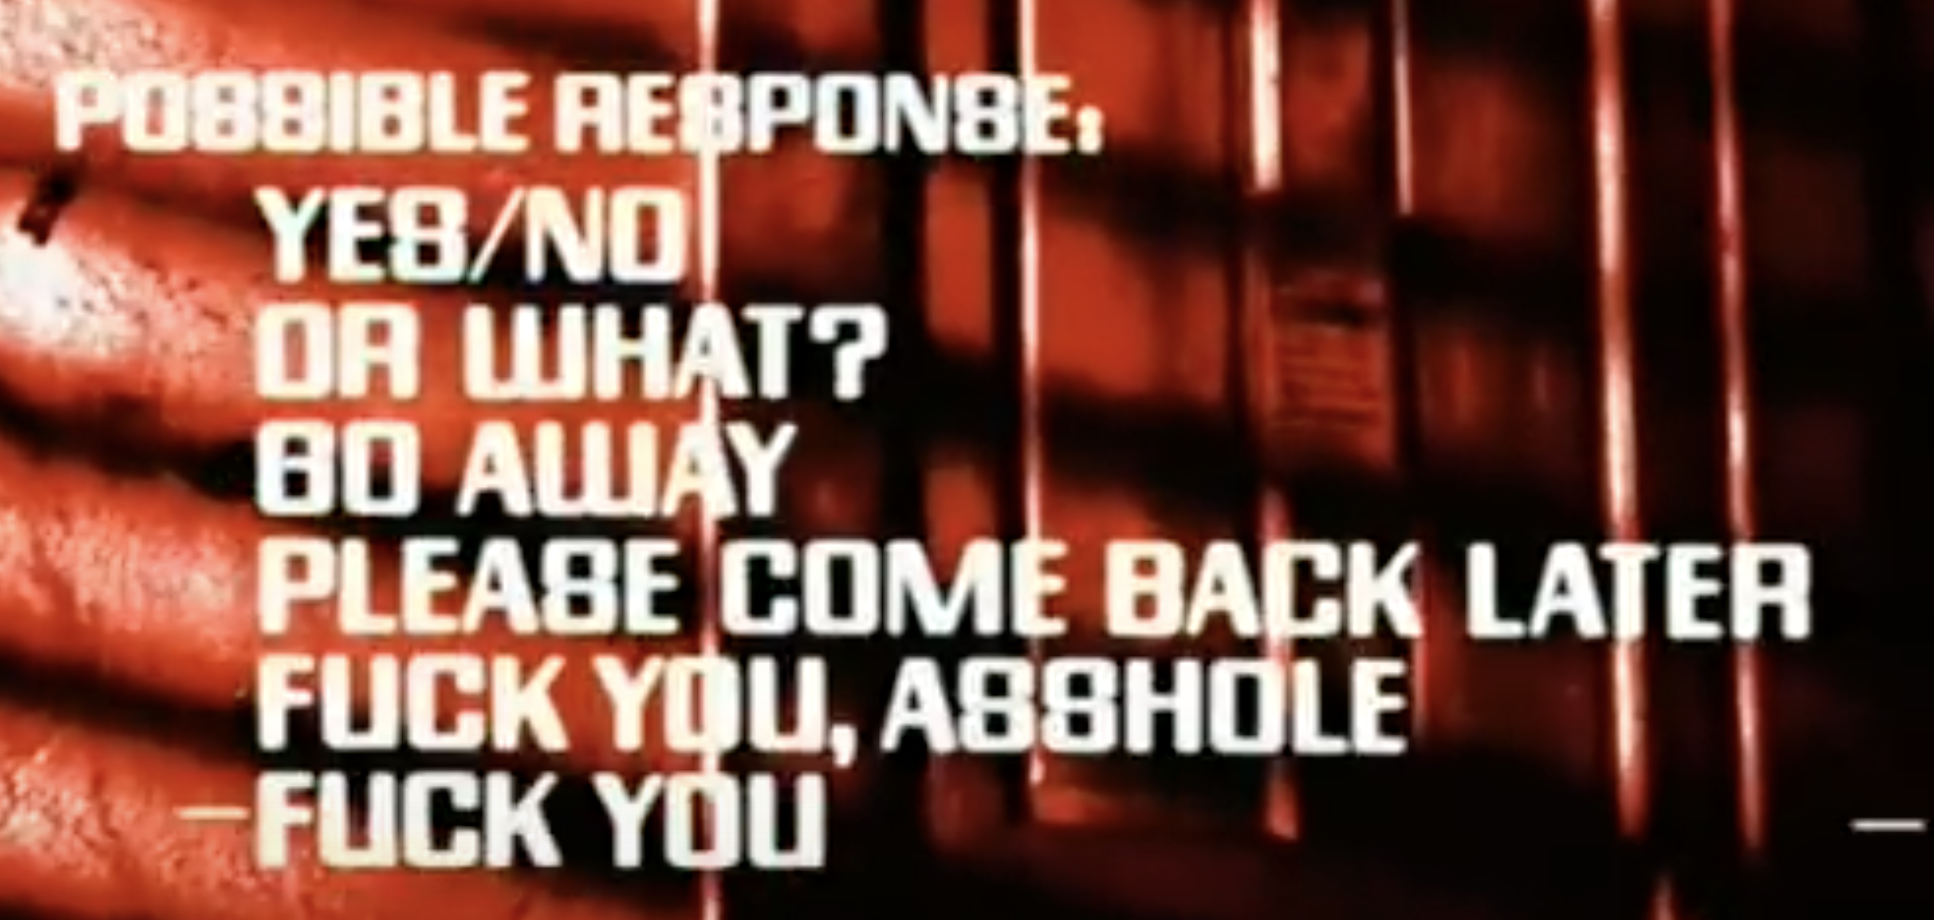 POSSIBLE RESPONSE:
YES/NO
OR WHAT?
GO AWAY
PLEASE COME BACK LATER
FUCK YOU, ASSHOLE
FUCK YOU